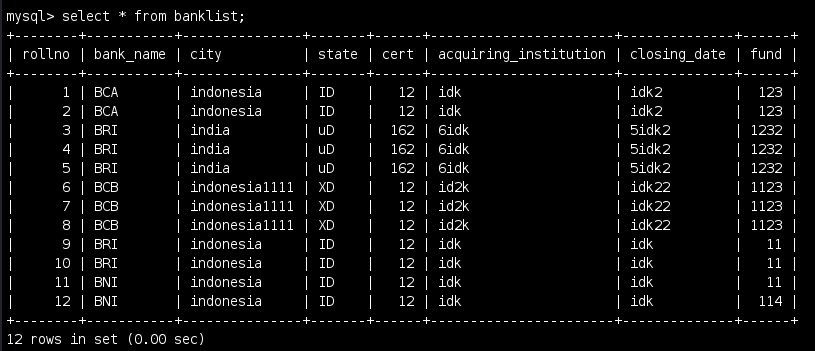 mysql> select * from banklist;
+--------+-----------+---------------+-------+------+-----------------------+--------------+------+
| rollno | bank_name | city          | state | cert | acquiring_institution | closing_date | fund |
+--------+-----------+---------------+-------+------+-----------------------+--------------+------+
|      1 | BCA       | indonesia     | ID    |   12 | idk                   | idk2         |  123 |
|      2 | BCA       | indonesia     | ID    |   12 | idk                   | idk2         |  123 |
|      3 | BRI       | india         | uD    |  162 | 6idk                  | 5idk2        | 1232 |
|      4 | BRI       | india         | uD    |  162 | 6idk                  | 5idk2        | 1232 |
|      5 | BRI       | india         | uD    |  162 | 6idk                  | 5idk2        | 1232 |
|      6 | BCB       | indonesia1111 | XD    |   12 | id2k                  | idk22        | 1123 |
|      7 | BCB       | indonesia1111 | XD    |   12 | id2k                  | idk22        | 1123 |
|      8 | BCB       | indonesia1111 | XD    |   12 | id2k                  | idk22        | 1123 |
|      9 | BRI       | indonesia     | ID    |   12 | idk                   | idk          |   11 |
|     10 | BRI       | indonesia     | ID    |   12 | idk                   | idk          |   11 |
|     11 | BNI       | indonesia     | ID    |   12 | idk                   | idk          |   11 |
|     12 | BNI       | indonesia     | ID    |   12 | idk                   | idk          |  114 |
+--------+-----------+---------------+-------+------+-----------------------+--------------+------+
12 rows in set (0.00 sec)